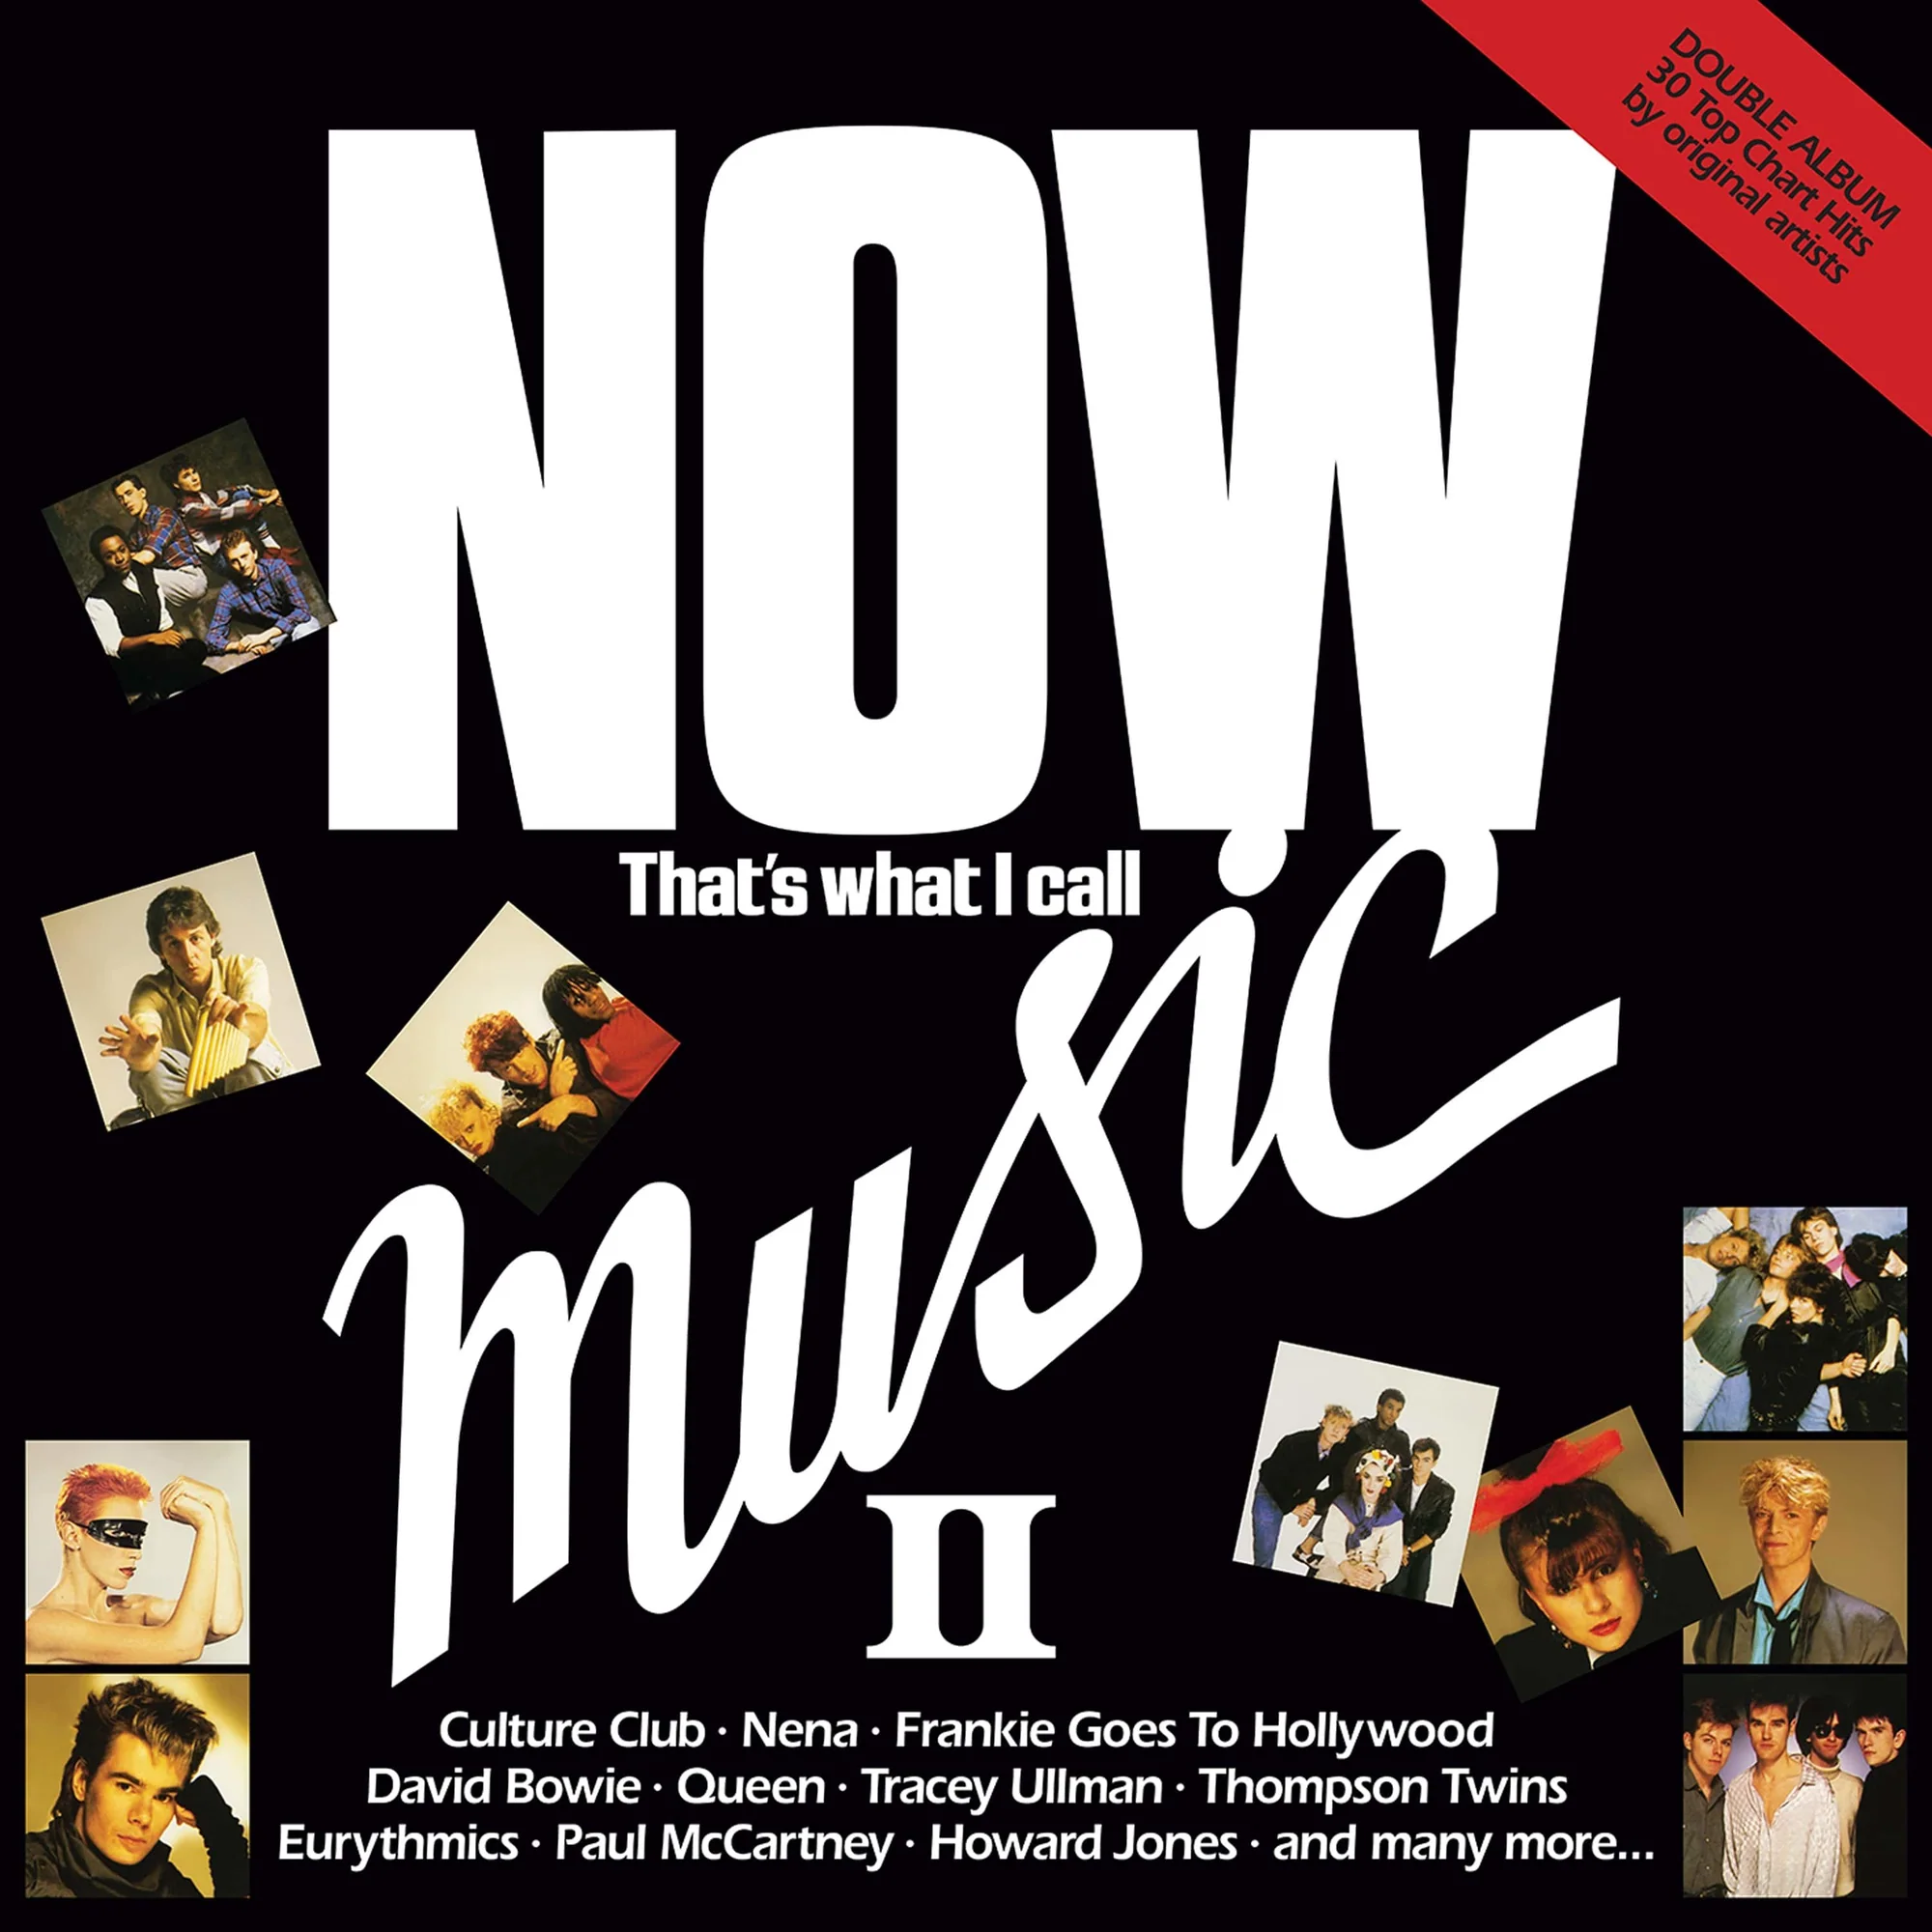 DOUBLE ALBUM
30 Top Chart Hits
by original artists
NOW
That's what I call
Music
II
Culture Club · Nena · Frankie Goes To Hollywood
David Bowie · Queen · Tracey Ullman · Thompson Twins
Eurythmics · Paul McCartney · Howard Jones · and many more...